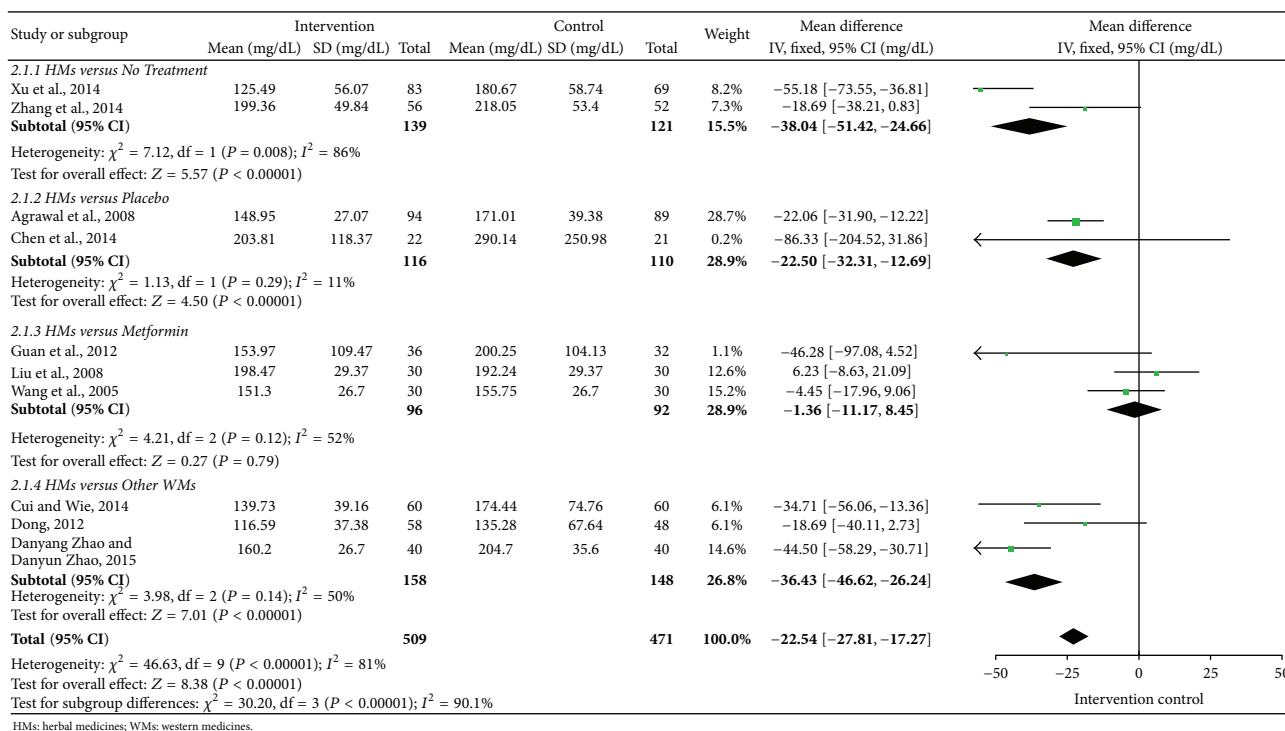 Study or subgroup Intervention Control Weight Mean difference Mean difference
Mean (mg/dL) SD (mg/dL) Total Mean (mg/dL) SD (mg/dL) Total IV, fixed, 95% CI (mg/dL) IV, fixed, 95% CI (mg/dL)
2.1.1 HMs versus No Treatment
Xu et al., 2014 125.49 56.07 83 180.67 58.74 69 8.2% −55.18 [−73.55, −36.81]
Zhang et al., 2014 199.36 49.84 56 218.05 53.4 52 7.3% −18.69 [−38.21, 0.83]
Subtotal (95% CI) 139 121 15.5% −38.04 [−51.42, −24.66]
Heterogeneity: χ² = 7.12, df = 1 (P = 0.008); I² = 86%
Test for overall effect: Z = 5.57 (P < 0.00001)
2.1.2 HMs versus Placebo
Agrawal et al., 2008 148.95 27.07 94 171.01 39.38 89 28.7% −22.06 [−31.90, −12.22]
Chen et al., 2014 203.81 118.37 22 290.14 250.98 21 0.2% −86.33 [−204.52, 31.86]
Subtotal (95% CI) 116 110 28.9% −22.50 [−32.31, −12.69]
Heterogeneity: χ² = 1.13, df = 1 (P = 0.29); I² = 11%
Test for overall effect: Z = 4.50 (P < 0.00001)
2.1.3 HMs versus Metformin
Guan et al., 2012 153.97 109.47 36 200.25 104.13 32 1.1% −46.28 [−97.08, 4.52]
Liu et al., 2008 198.47 29.37 30 192.24 29.37 30 12.6% 6.23 [−8.63, 21.09]
Wang et al., 2005 151.3 26.7 30 155.75 26.7 30 15.2% −4.45 [−17.96, 9.06]
Subtotal (95% CI) 96 92 28.9% −1.36 [−11.17, 8.45]
Heterogeneity: χ² = 4.21, df = 2 (P = 0.12); I² = 52%
Test for overall effect: Z = 0.27 (P = 0.79)
2.1.4 HMs versus Other WMs
Cui and Wie, 2014 139.73 39.16 60 174.44 74.76 60 6.1% −34.71 [−56.06, −13.36]
Dong, 2012 116.59 37.38 58 135.28 67.64 48 6.1% −18.69 [−40.11, 2.73]
Danyang Zhao and
Danyun Zhao, 2015 160.2 26.7 40 204.7 35.6 40 14.6% −44.50 [−58.29, −30.71]
Subtotal (95% CI) 158 148 26.8% −36.43 [−46.62, −26.24]
Heterogeneity: χ² = 3.98, df = 2 (P = 0.14); I² = 50%
Test for overall effect: Z = 7.01 (P < 0.00001)
Total (95% CI) 509 471 100.0% −22.54 [−27.81, −17.27]
Heterogeneity: χ² = 46.63, df = 9 (P < 0.00001); I² = 81%
Test for overall effect: Z = 8.38 (P < 0.00001)
Test for subgroup differences: χ² = 30.20, df = 3 (P < 0.00001); I² = 90.1%
−50 −25 0 25 50
Intervention control
HMs: herbal medicines; WMs: western medicines.